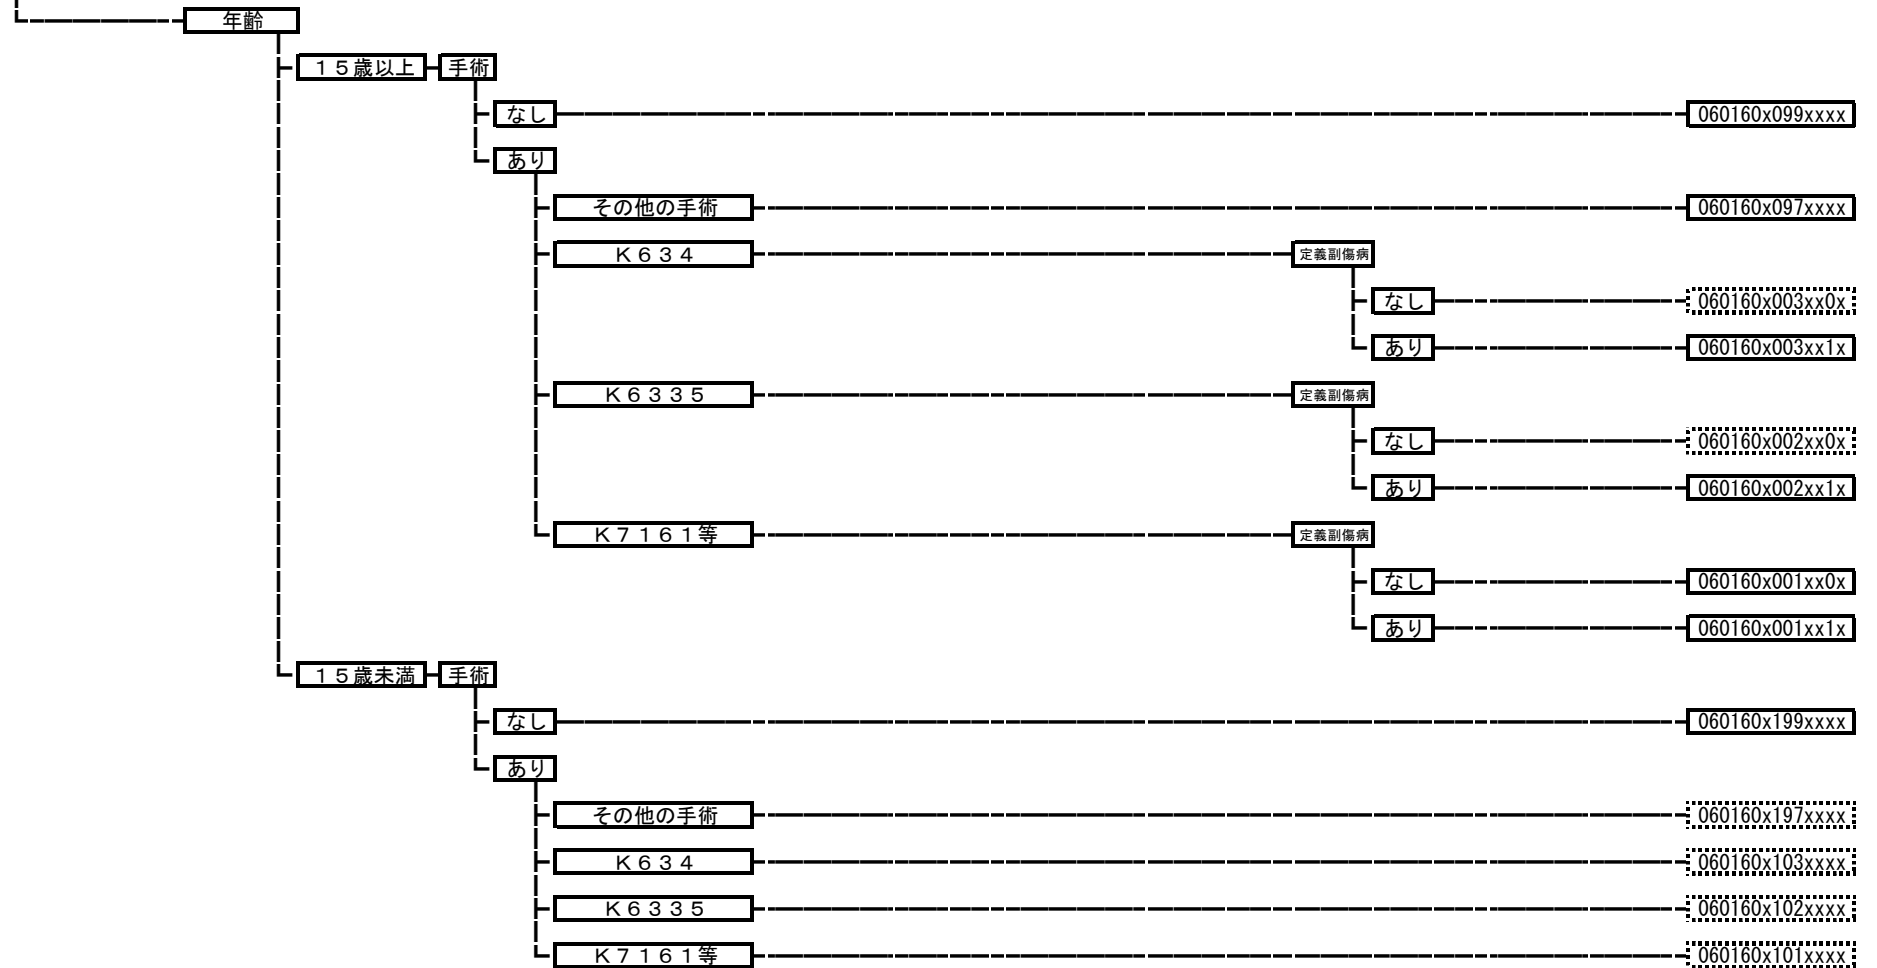 年齢
１５歳以上 手術
なし 060160x099xxxx
あり
その他の手術 060160x097xxxx
Ｋ６３４ 定義副傷病
なし 060160x003xx0x
あり 060160x003xx1x
Ｋ６３３５ 定義副傷病
なし 060160x002xx0x
あり 060160x002xx1x
Ｋ７１６１等 定義副傷病
なし 060160x001xx0x
あり 060160x001xx1x
１５歳未満 手術
なし 060160x199xxxx
あり
その他の手術 060160x197xxxx
Ｋ６３４ 060160x103xxxx
Ｋ６３３５ 060160x102xxxx
Ｋ７１６１等 060160x101xxxx